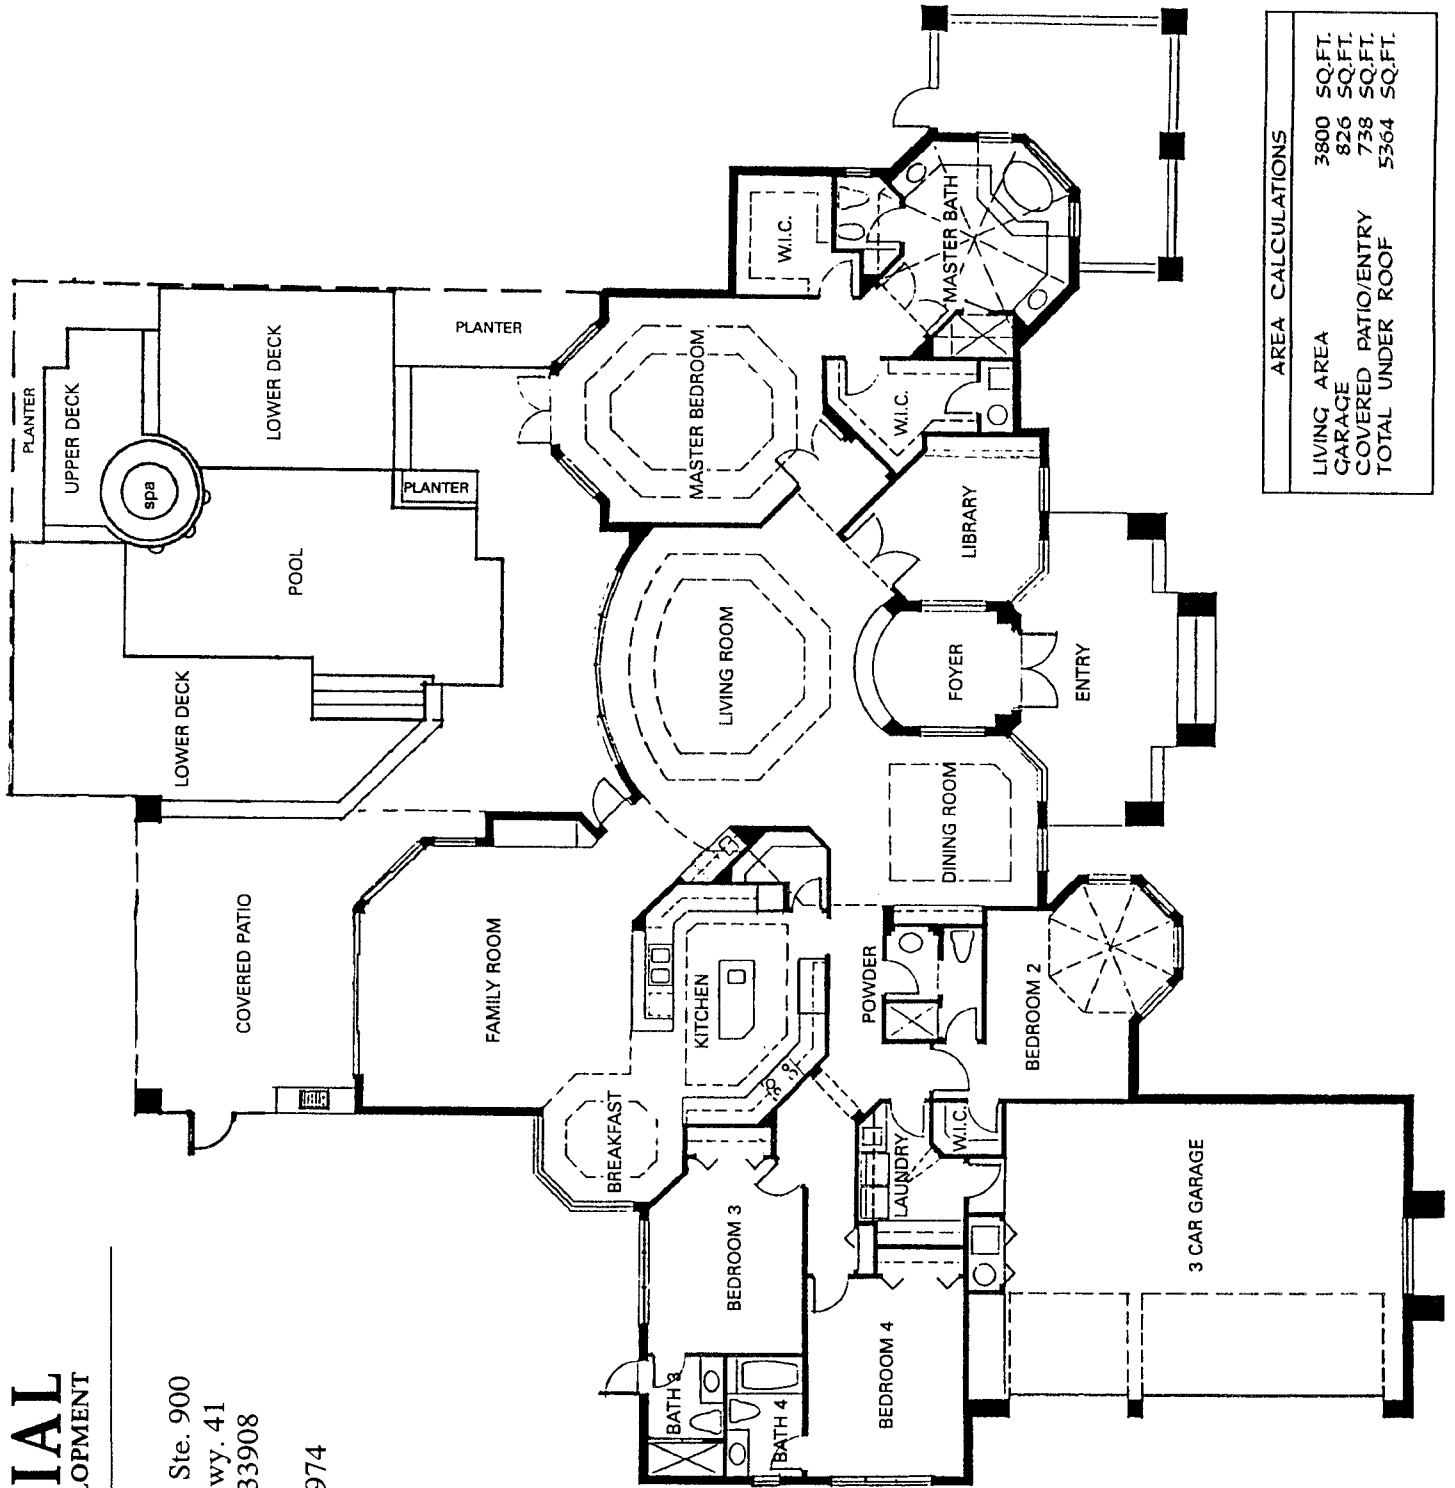 IAL
OPMENT
Ste. 900
wy. 41
33908
974
PLANTER
UPPER DECK
spa
LOWER DECK
PLANTER
PLANTER
POOL
LOWER DECK
COVERED PATIO
FAMILY ROOM
BREAKFAST
KITCHEN
LIVING ROOM
MASTER BEDROOM
W.I.C.
MASTER BATH
W.I.C.
LIBRARY
FOYER
ENTRY
DINING ROOM
POWDER
BEDROOM 2
W.I.C.
LAUNDRY
BEDROOM 3
BATH 3
BATH 4
BEDROOM 4
3 CAR GARAGE
AREA CALCULATIONS
LIVING AREA 3800 SQ.FT.
GARAGE 826 SQ.FT.
COVERED PATIO/ENTRY 738 SQ.FT.
TOTAL UNDER ROOF 5364 SQ.FT.